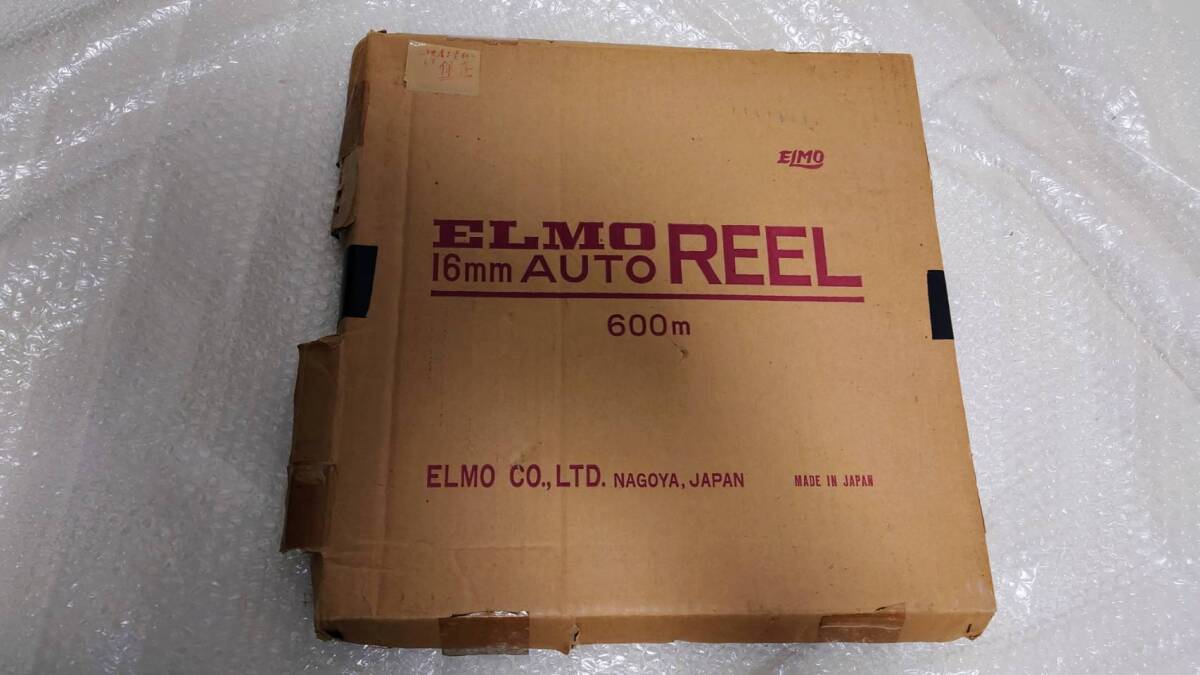 ELMO
ELMO
16mm AUTO REEL
600m
ELMO CO., LTD. NAGOYA, JAPAN
MADE IN JAPAN